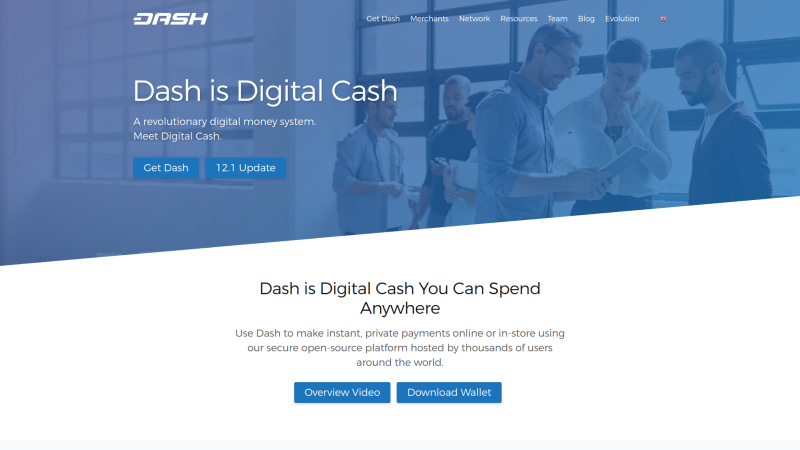 DASH
Get Dash Merchants Network Resources Team Blog Evolution
Dash is Digital Cash
A revolutionary digital money system.
Meet Digital Cash.
Get Dash 12.1 Update
Dash is Digital Cash You Can Spend
Anywhere
Use Dash to make instant, private payments online or in-store using
our secure open-source platform hosted by thousands of users
around the world.
Overview Video Download Wallet